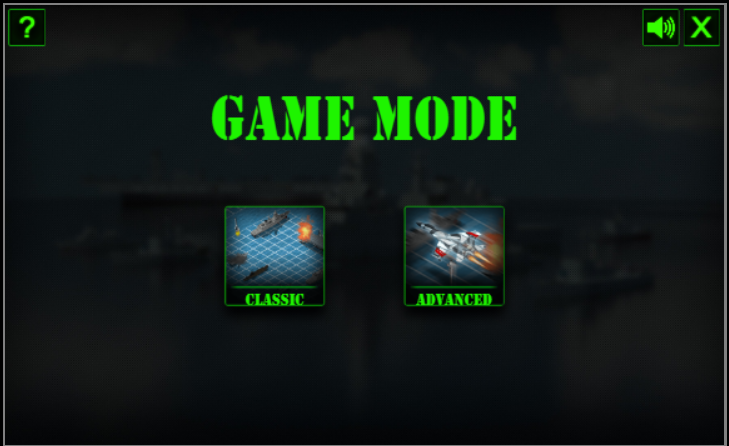 ?
X
GAME MODE
CLASSIC
ADVANCED